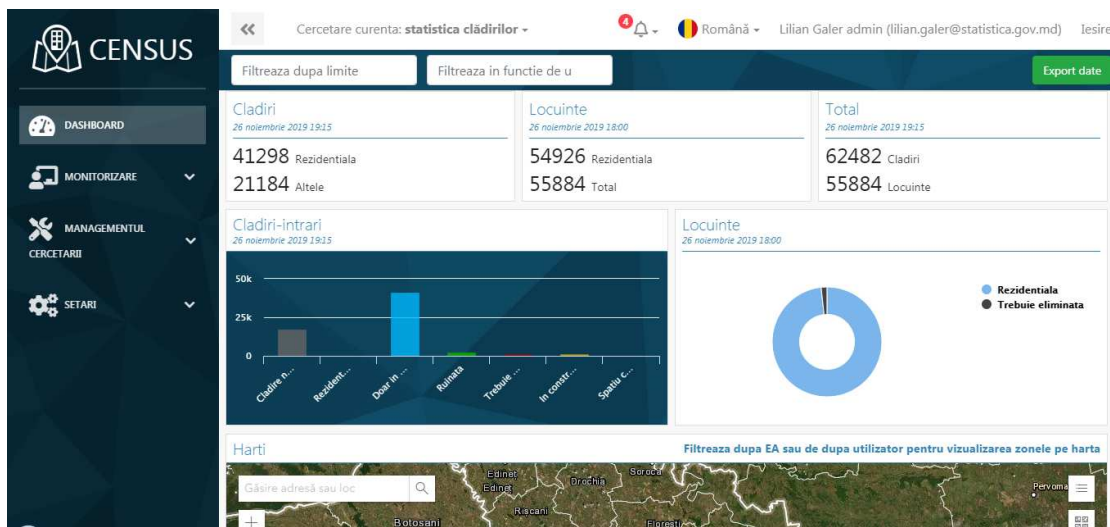 CENSUS
DASHBOARD
MONITORIZARE
MANAGEMENTUL
CERCETARII
SETARI
Cercetare curenta: statistica clădirilor
4
Română
Lilian Galer admin (lilian.galer@statistica.gov.md)
Iesire
Filtreaza dupa limite
Filtreaza in functie de u
Export date
Cladiri
26 noiembrie 2019 19:15
41298 Rezidentiala
21184 Altele
Locuinte
26 noiembrie 2019 18:00
54926 Rezidentiala
55884 Total
Total
26 noiembrie 2019 19:15
62482 Cladiri
55884 Locuinte
Cladiri-intrari
26 noiembrie 2019 19:15
50k
25k
0
Cladire n...
Rezident...
Doar in ...
Ruinata
Trebuie ...
In constr...
Spatiu c...
Locuinte
26 noiembrie 2019 18:00
Rezidentiala
Trebuie eliminata
Harti
Filtreaza dupa EA sau de dupa utilizator pentru vizualizarea zonele pe harta
Găsire adresă sau loc
Edineț
Edineț
Drochia
Soroca
Rîscani
Botosani
Floresti
Pervoma